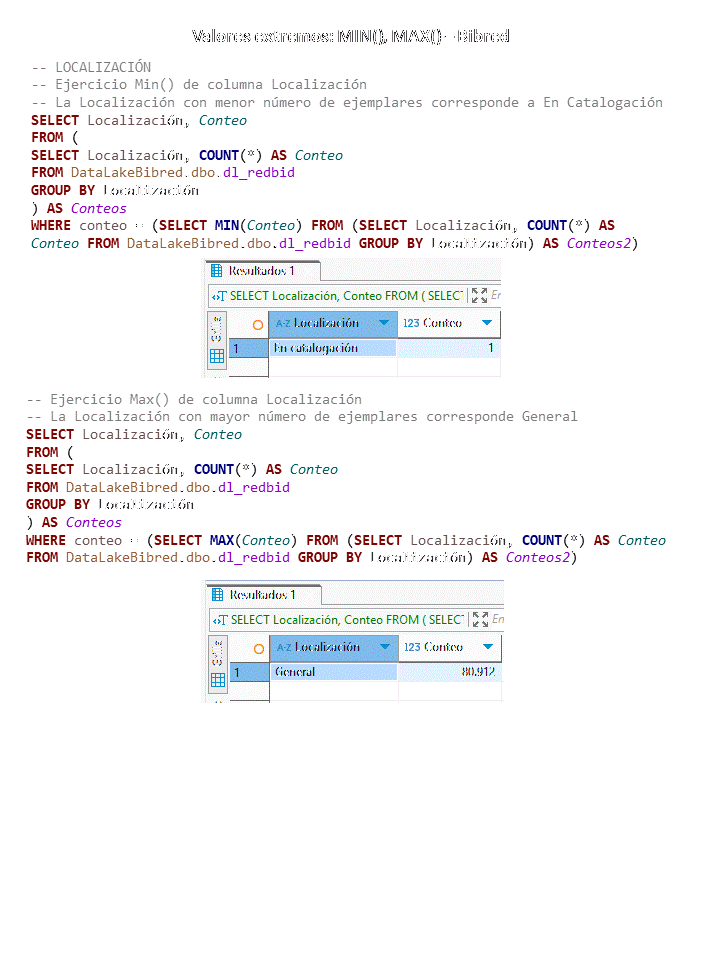 Valores extremos: MIN(), MAX() - Bibred
-- LOCALIZACIÓN
-- Ejercicio Min() de columna Localización
-- La Localización con menor número de ejemplares corresponde a En Catalogación
SELECT Localización, Conteo
FROM (
SELECT Localización, COUNT(*) AS Conteo
FROM DataLakeBibred.dbo.dl_redbid
GROUP BY Localización
) AS Conteos
WHERE conteo = (SELECT MIN(Conteo) FROM (SELECT Localización, COUNT(*) AS
Conteo FROM DataLakeBibred.dbo.dl_redbid GROUP BY Localización) AS Conteos2)
Resultados 1
SELECT Localización, Conteo FROM ( SELECT En
A-Z Localización 123 Conteo
1 En catalogación 1
-- Ejercicio Max() de columna Localización
-- La Localización con mayor número de ejemplares corresponde General
SELECT Localización, Conteo
FROM (
SELECT Localización, COUNT(*) AS Conteo
FROM DataLakeBibred.dbo.dl_redbid
GROUP BY Localización
) AS Conteos
WHERE conteo = (SELECT MAX(Conteo) FROM (SELECT Localización, COUNT(*) AS Conteo
FROM DataLakeBibred.dbo.dl_redbid GROUP BY Localización) AS Conteos2)
Resultados 1
SELECT Localización, Conteo FROM ( SELEC En
A-Z Localización 123 Conteo
1 General 80.912